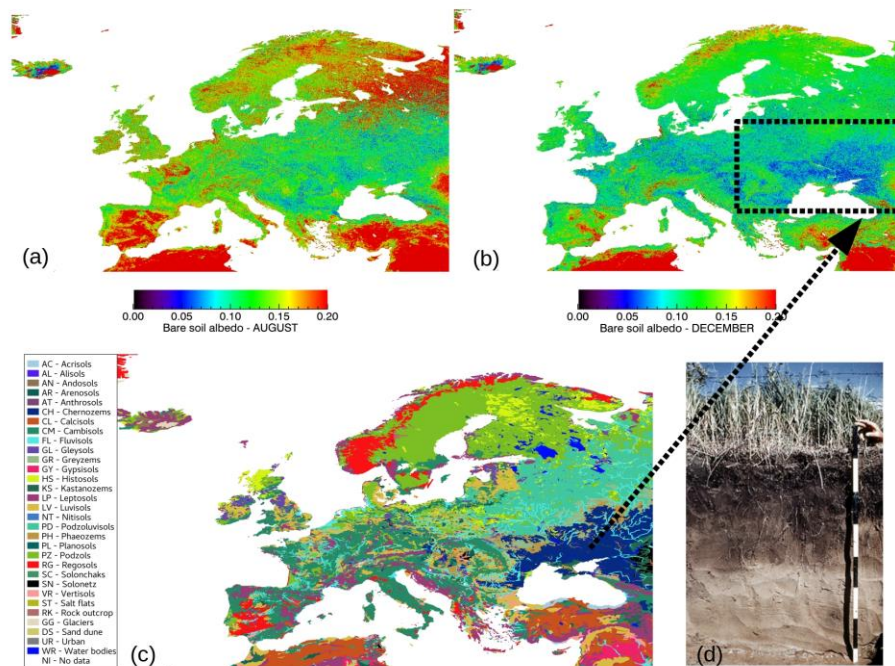 (a)
(b)
0.00 0.05 0.10 0.15 0.20
Bare soil albedo - AUGUST
0.00 0.05 0.10 0.15 0.20
Bare soil albedo - DECEMBER
AC - Acrisols
AL - Alisols
AN - Andosols
AR - Arenosols
AT - Anthrosols
CH - Chernozems
CL - Calcisols
CM - Cambisols
FL - Fluvisols
GL - Gleysols
GR - Greyzems
GY - Gypsisols
HS - Histosols
KS - Kastanozems
LP - Leptosols
LV - Luvisols
NT - Nitisols
PD - Podzoluvisols
PH - Phaeozems
PL - Planosols
PZ - Podzols
RG - Regosols
SC - Solonchaks
SN - Solonetz
VR - Vertisols
ST - Salt flats
RK - Rock outcrop
GG - Glaciers
DS - Sand dune
UR - Urban
WR - Water bodies
NI - No data
(c)
(d)